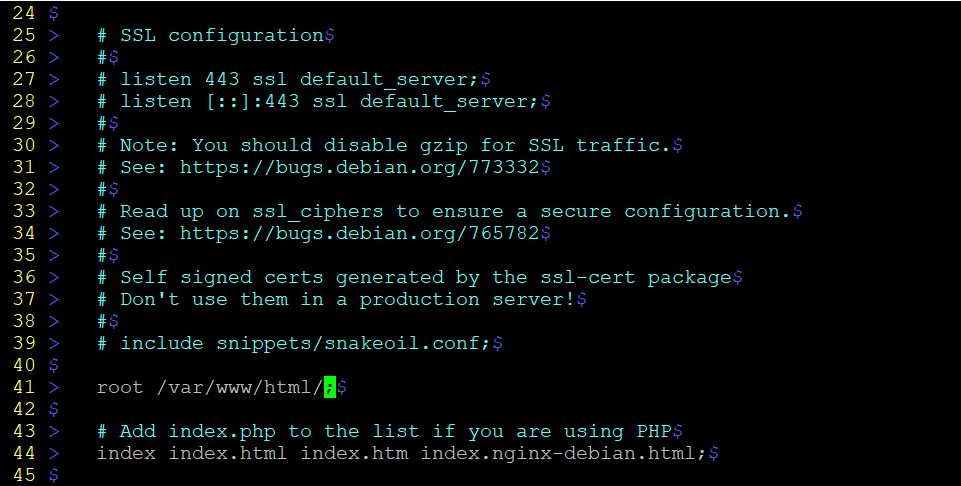 24 $
25 > # SSL configuration$
26 > #$
27 > # listen 443 ssl default_server;$
28 > # listen [::]:443 ssl default_server;$
29 > #$
30 > # Note: You should disable gzip for SSL traffic.$
31 > # See: https://bugs.debian.org/773332$
32 > #$
33 > # Read up on ssl_ciphers to ensure a secure configuration.$
34 > # See: https://bugs.debian.org/765782$
35 > #$
36 > # Self signed certs generated by the ssl-cert package$
37 > # Don't use them in a production server!$
38 > #$
39 > # include snippets/snakeoil.conf;$
40 $
41 > root /var/www/html/;$
42 $
43 > # Add index.php to the list if you are using PHP$
44 > index index.html index.htm index.nginx-debian.html;$
45 $